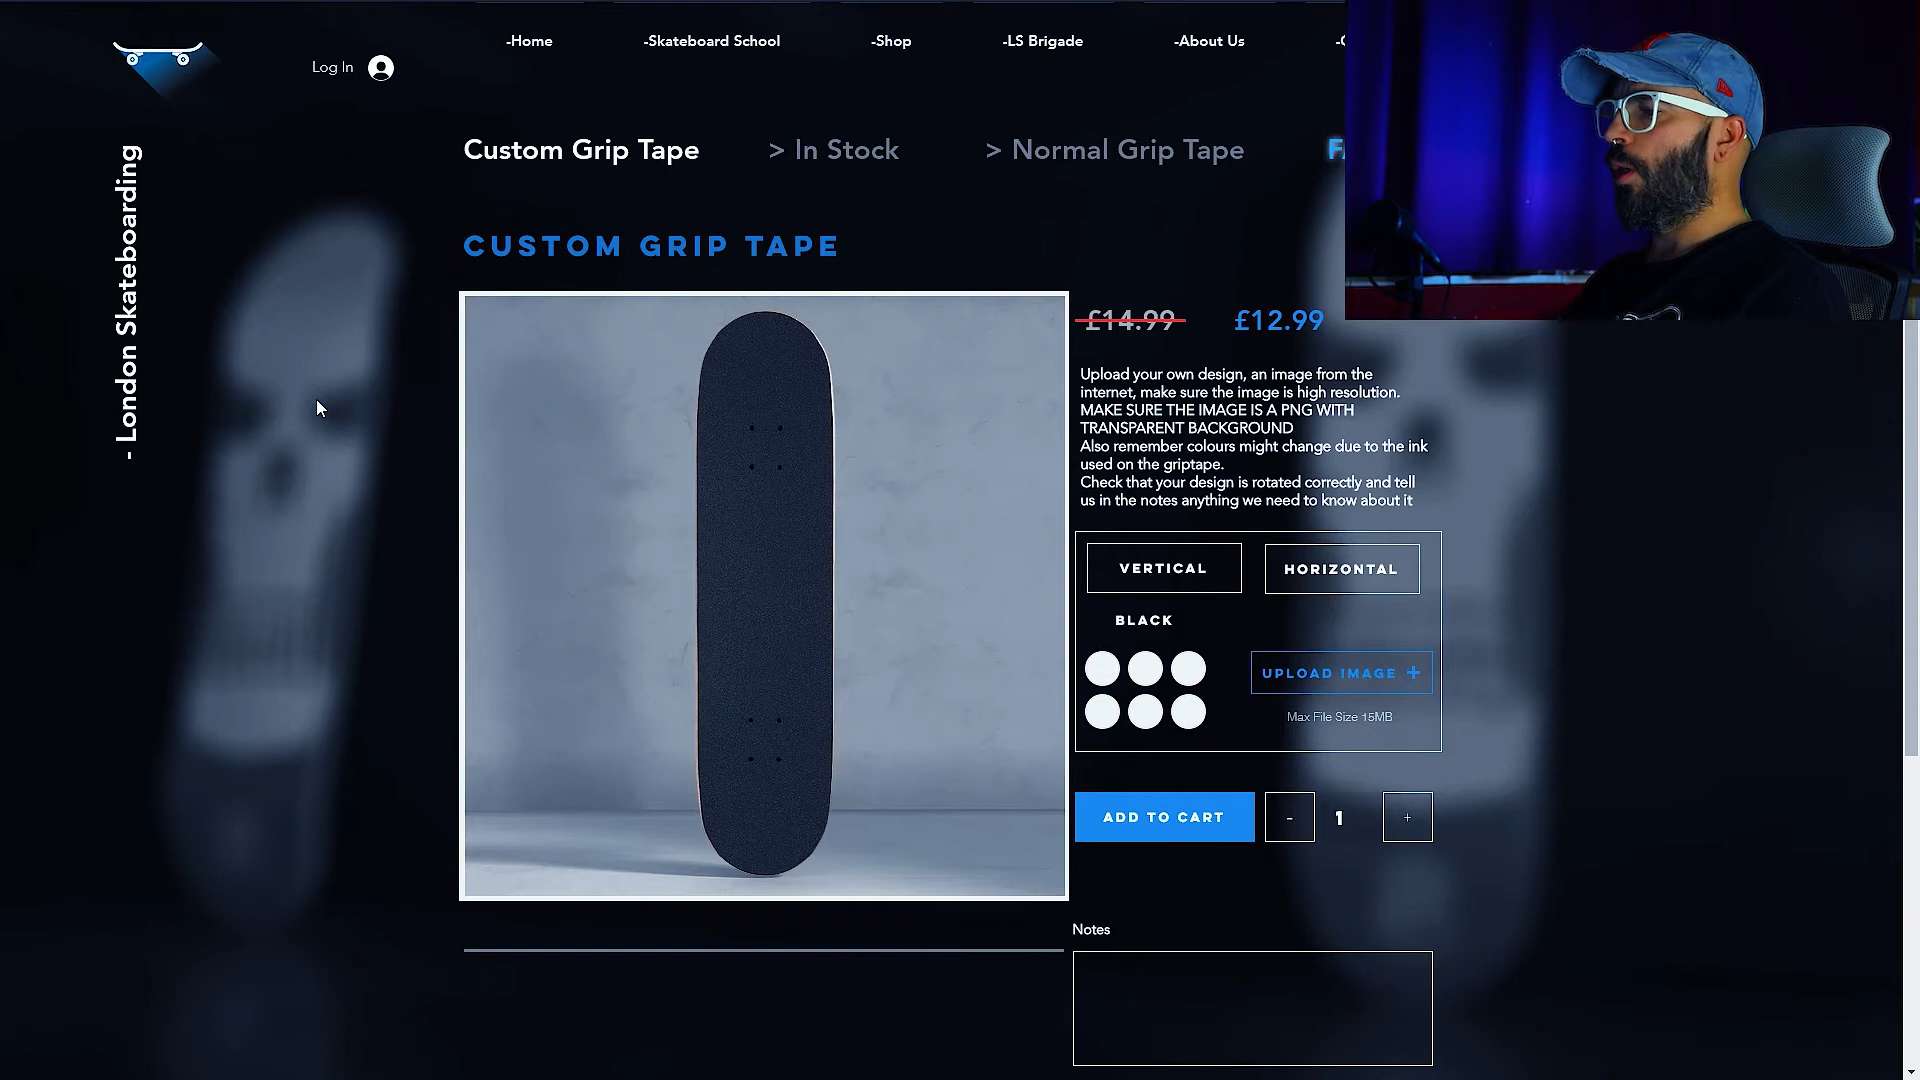 -Home
-Skateboard School
-Shop
-LS Brigade
-About Us
Log In
- London Skateboarding
Custom Grip Tape
> In Stock
> Normal Grip Tape
CUSTOM GRIP TAPE
£14.99
£12.99
Upload your own design, an image from the
internet, make sure the image is high resolution.
MAKE SURE THE IMAGE IS A PNG WITH
TRANSPARENT BACKGROUND
Also remember colours might change due to the ink
used on the griptape.
Check that your design is rotated correctly and tell
us in the notes anything we need to know about it
VERTICAL
HORIZONTAL
BLACK
UPLOAD IMAGE +
Max File Size 15MB
ADD TO CART
-
1
+
Notes